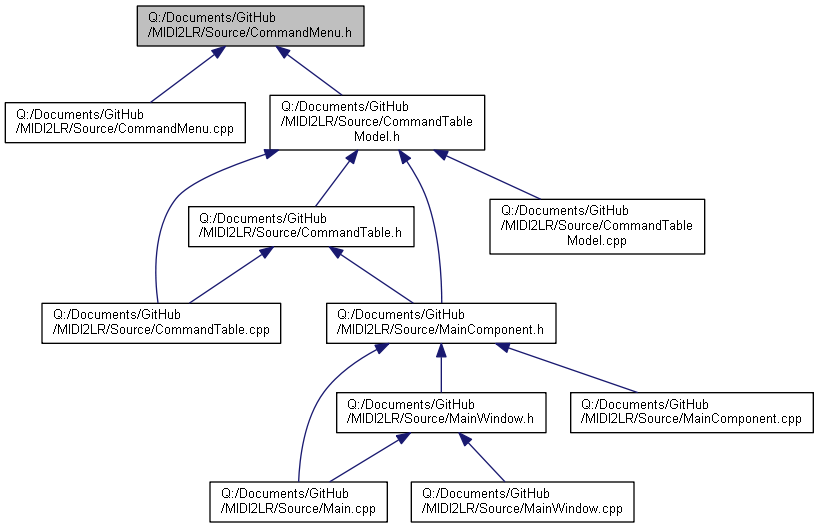 Q:/Documents/GitHub
/MIDI2LR/Source/CommandMenu.h
Q:/Documents/GitHub
/MIDI2LR/Source/CommandMenu.cpp
Q:/Documents/GitHub
/MIDI2LR/Source/CommandTable
Model.h
Q:/Documents/GitHub
/MIDI2LR/Source/CommandTable.h
Q:/Documents/GitHub
/MIDI2LR/Source/CommandTable
Model.cpp
Q:/Documents/GitHub
/MIDI2LR/Source/CommandTable.cpp
Q:/Documents/GitHub
/MIDI2LR/Source/MainComponent.h
Q:/Documents/GitHub
/MIDI2LR/Source/MainWindow.h
Q:/Documents/GitHub
/MIDI2LR/Source/MainComponent.cpp
Q:/Documents/GitHub
/MIDI2LR/Source/Main.cpp
Q:/Documents/GitHub
/MIDI2LR/Source/MainWindow.cpp